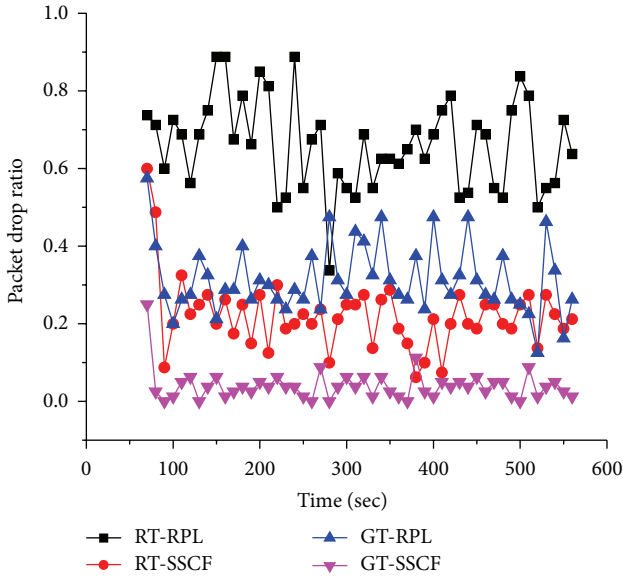 1.0
0.8
0.6
0.4
0.2
0.0
Packet drop ratio
0 100 200 300 400 500 600
Time (sec)
RT-RPL GT-RPL
RT-SSCF GT-SSCF